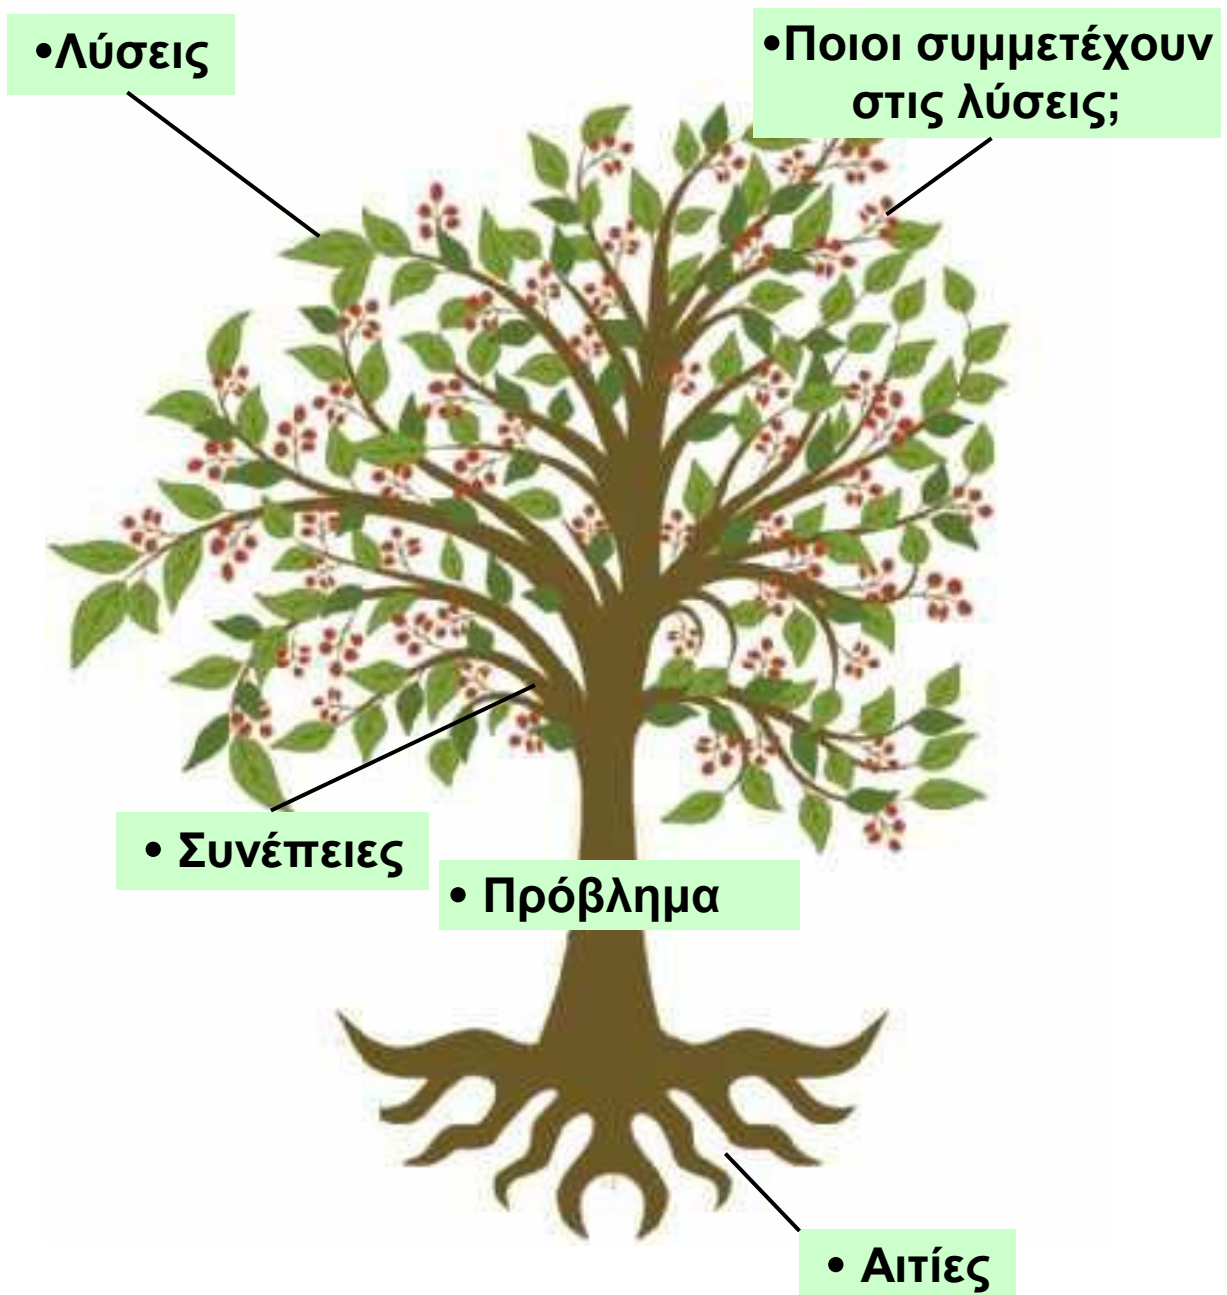 •Λύσεις
•Ποιοι συμμετέχουν
στις λύσεις;
• Συνέπειες
• Πρόβλημα
• Αιτίες